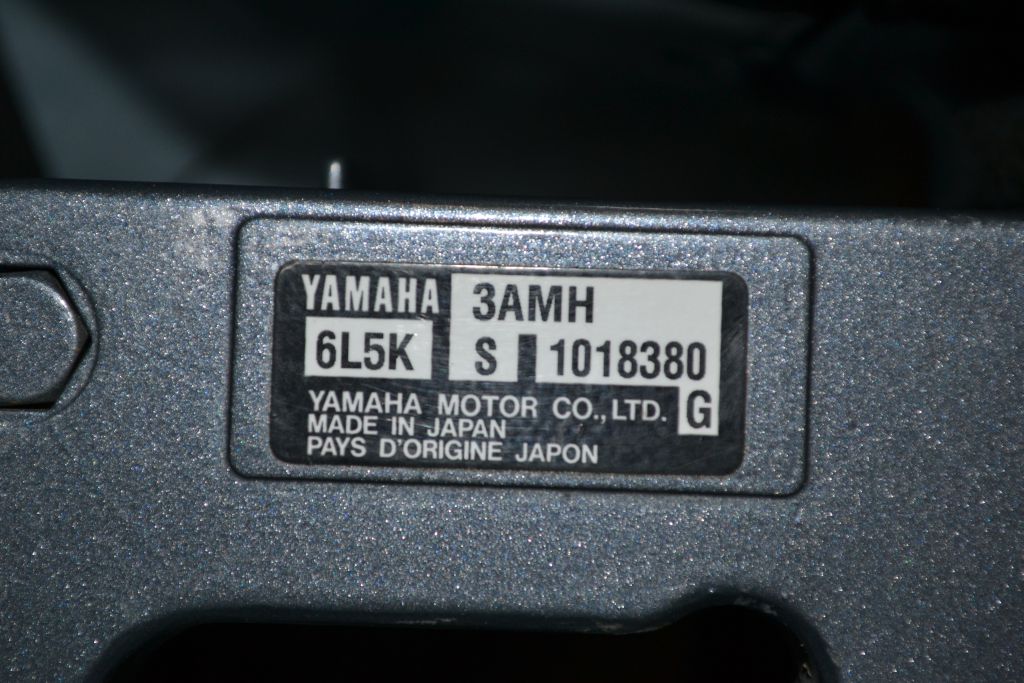 YAMAHA 3AMH
6L5K S 1018380
YAMAHA MOTOR CO.,LTD. G
MADE IN JAPAN
PAYS D'ORIGINE JAPON